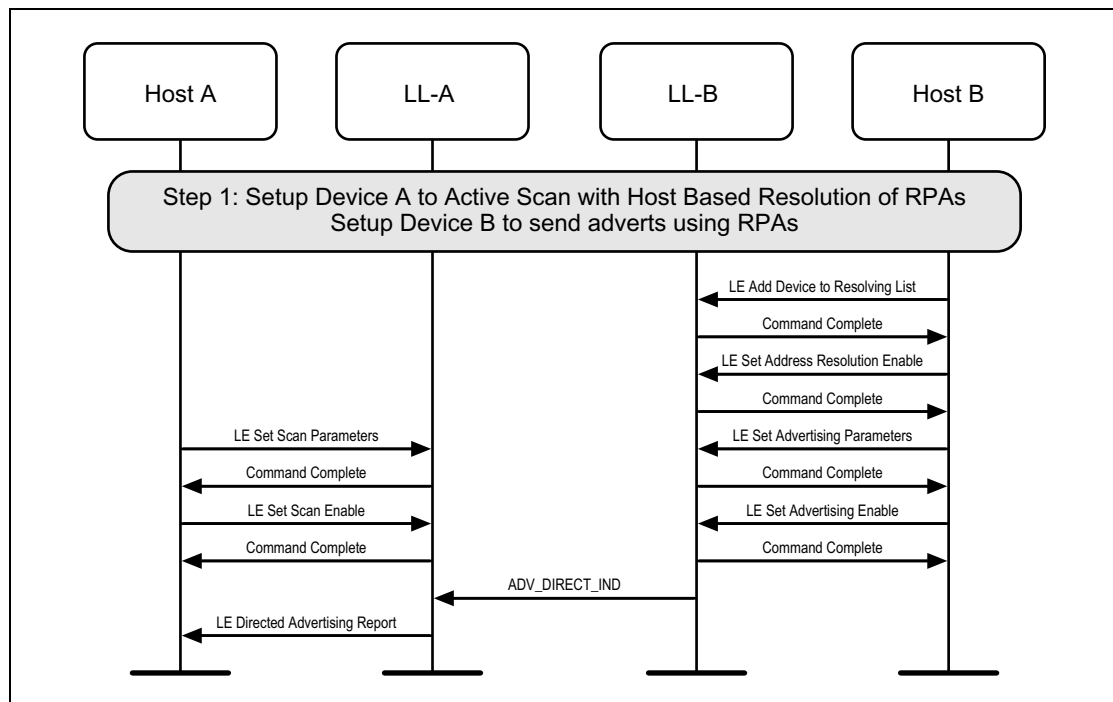 Host A
LL-A
LL-B
Host B
Step 1: Setup Device A to Active Scan with Host Based Resolution of RPAs
Setup Device B to send adverts using RPAs
LE Add Device to Resolving List
Command Complete
LE Set Address Resolution Enable
Command Complete
LE Set Scan Parameters
LE Set Advertising Parameters
Command Complete
Command Complete
LE Set Scan Enable
LE Set Advertising Enable
Command Complete
Command Complete
ADV_DIRECT_IND
LE Directed Advertising Report